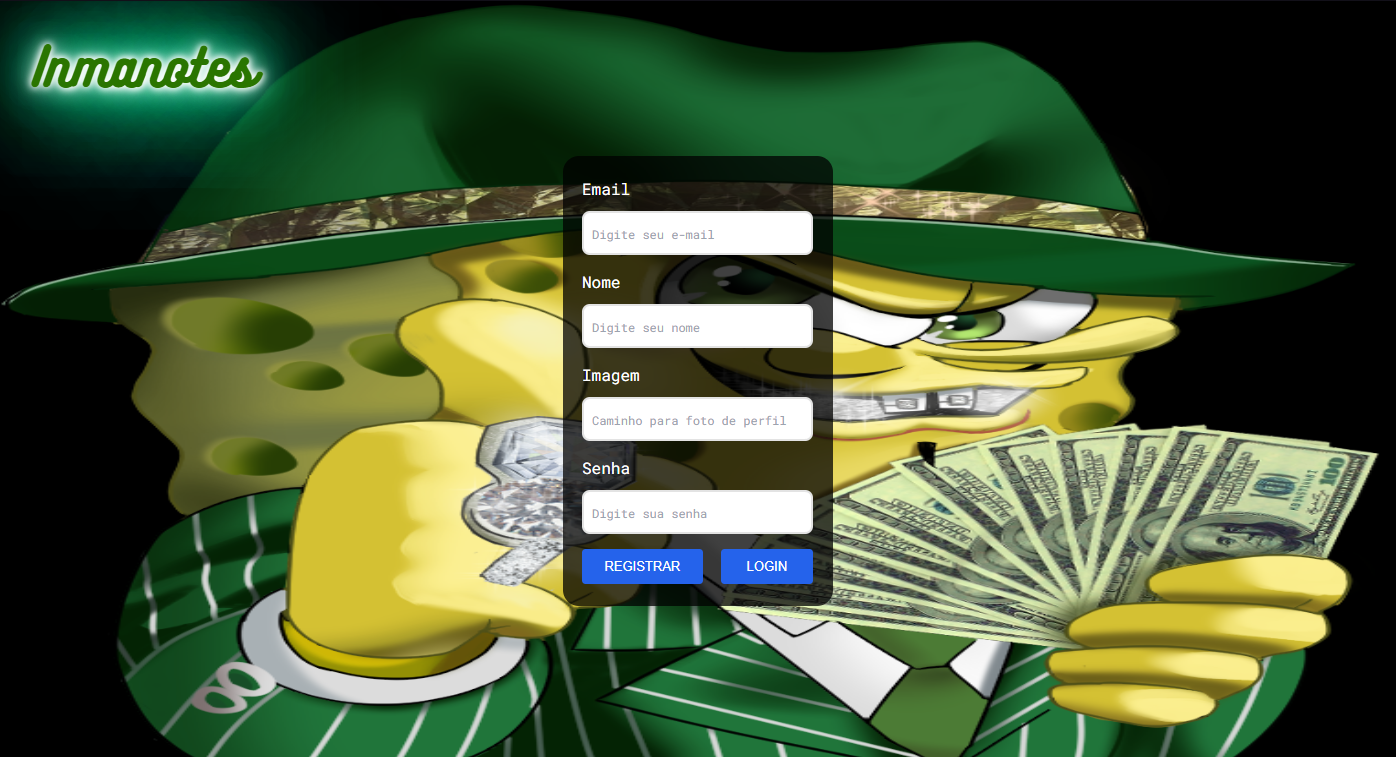 Inmanotes
Email
Digite seu e-mail
Nome
Digite seu nome
Imagem
Caminho para foto de perfil
Senha
Digite sua senha
REGISTRAR LOGIN
100